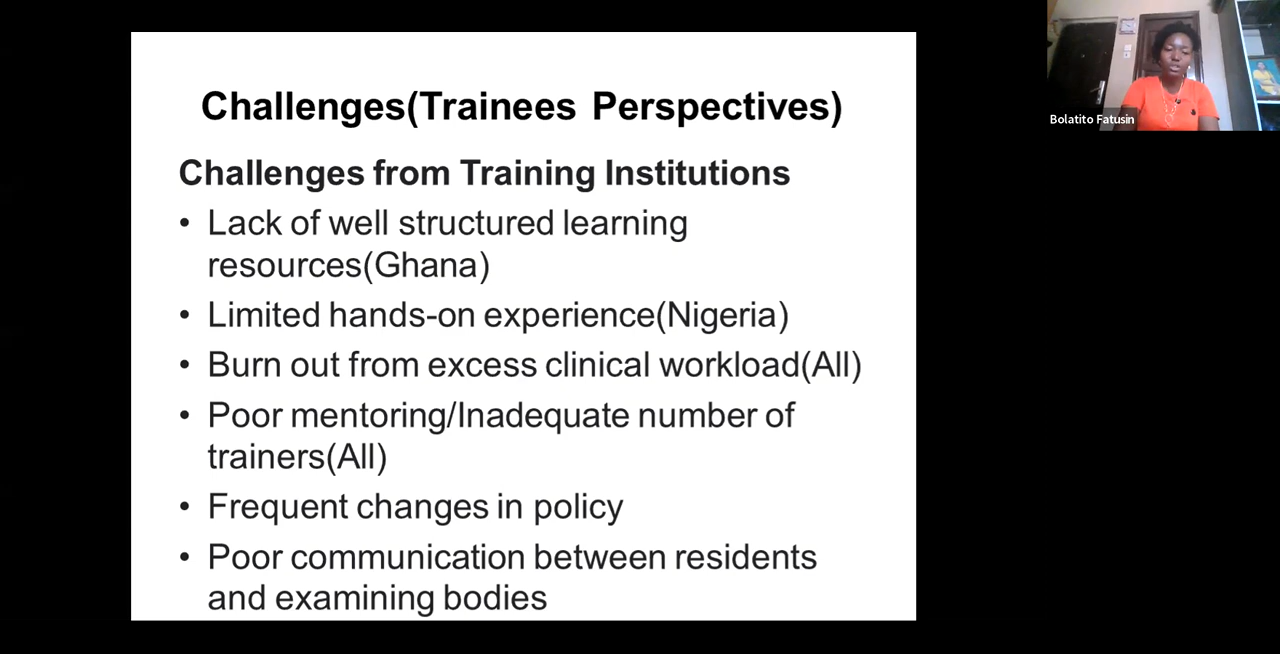 Challenges(Trainees Perspectives)
Challenges from Training Institutions
• Lack of well structured learning
resources(Ghana)
• Limited hands-on experience(Nigeria)
• Burn out from excess clinical workload(All)
• Poor mentoring/Inadequate number of
trainers(All)
• Frequent changes in policy
• Poor communication between residents
and examining bodies
Bolatito Fatusin